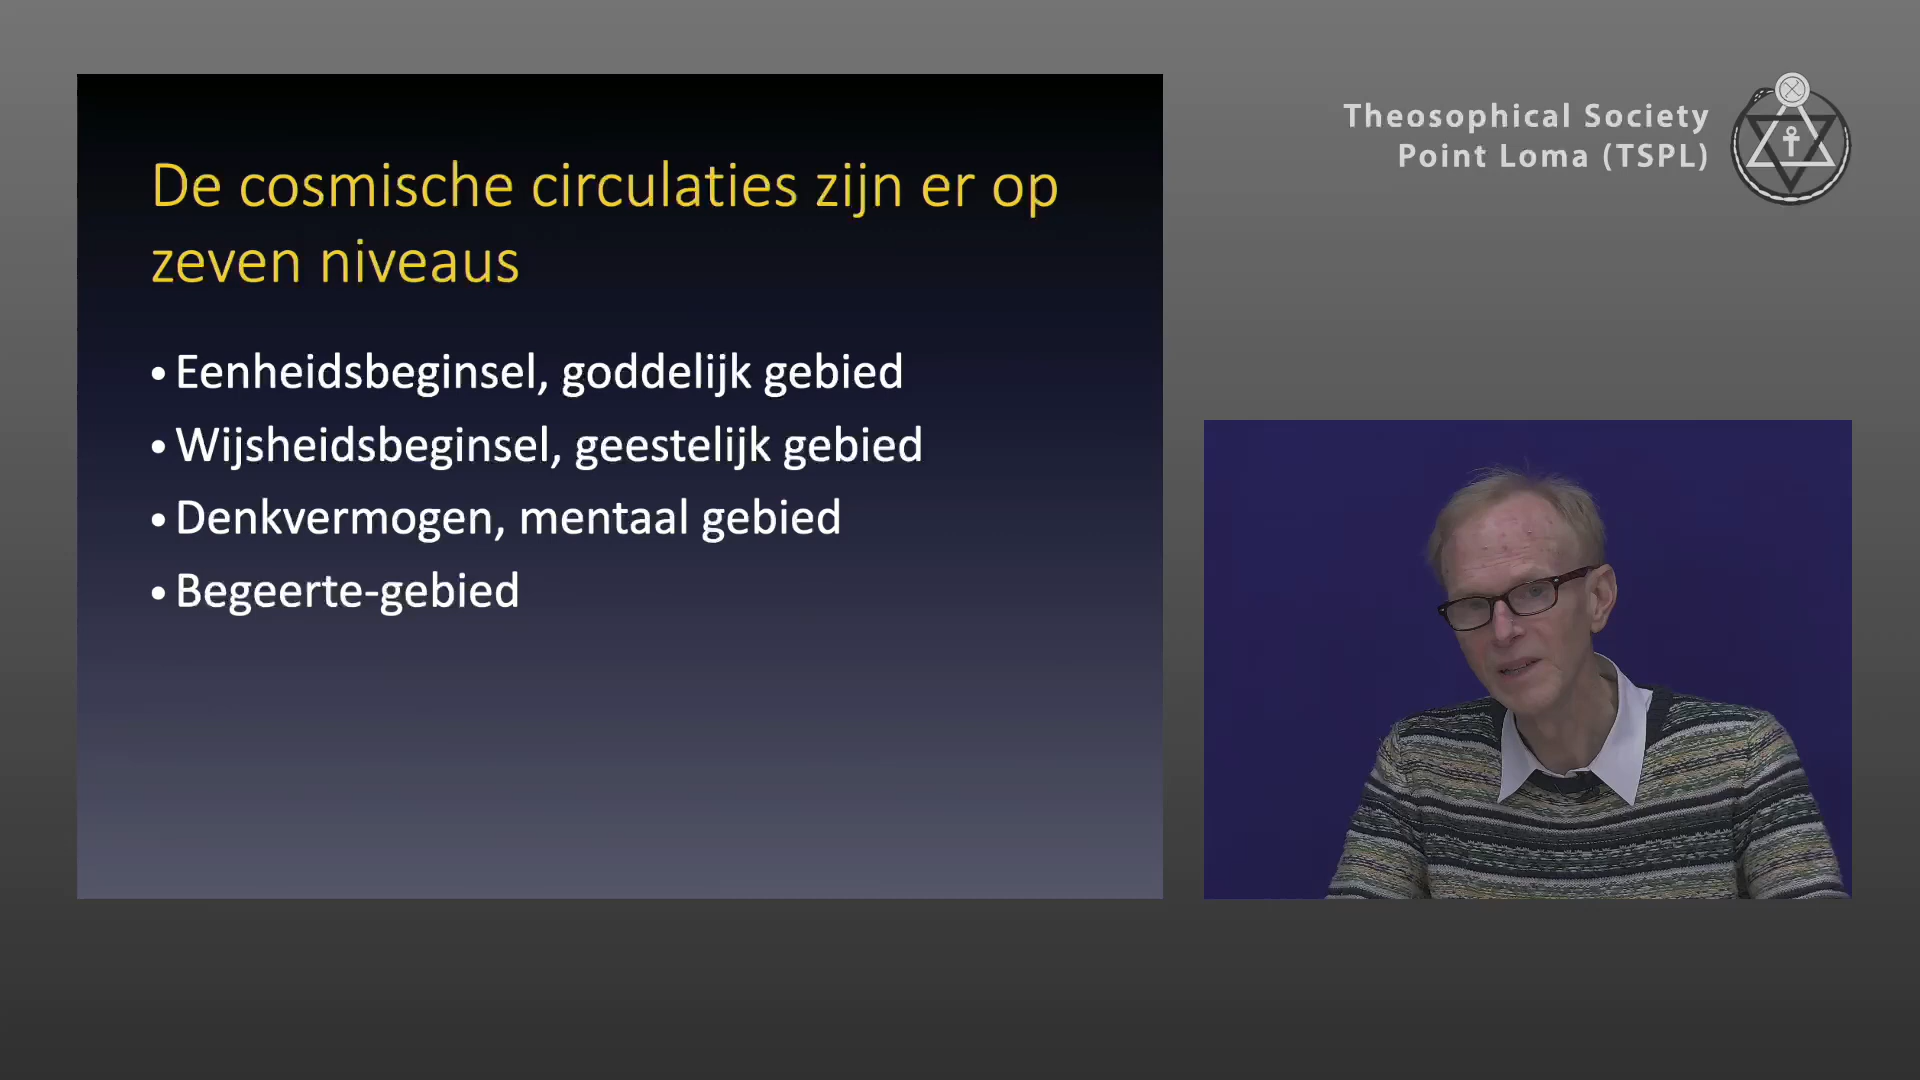 De cosmische circulaties zijn er op
zeven niveaus
• Eenheidsbeginsel, goddelijk gebied
• Wijsheidsbeginsel, geestelijk gebied
• Denkvermogen, mentaal gebied
• Begeerte-gebied
Theosophical Society
Point Loma (TSPL)